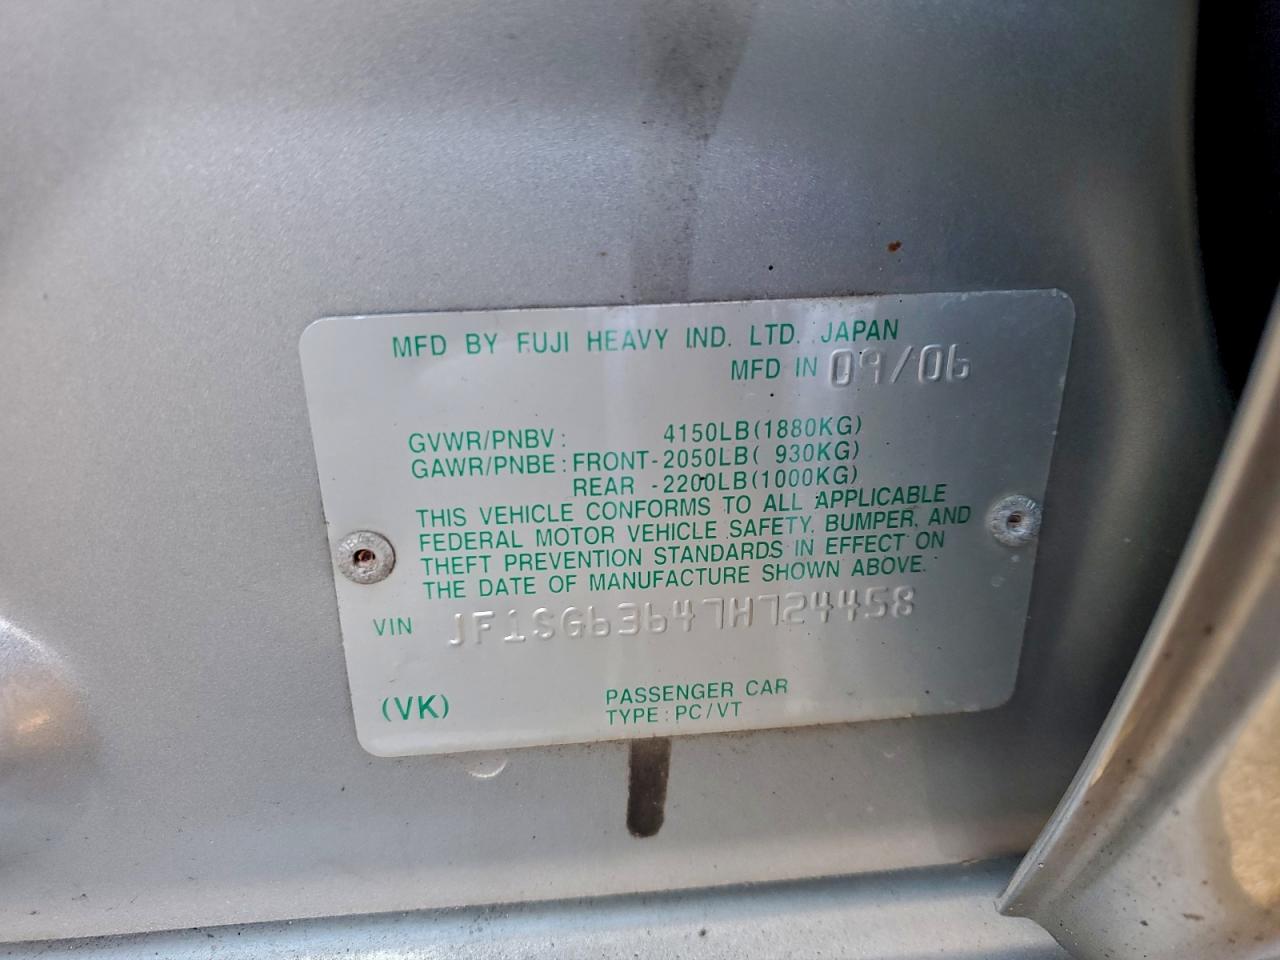 MFD BY FUJI HEAVY IND. LTD. JAPAN
MFD IN 09/06
GVWR/PNBV: 4150LB(1880KG)
GAWR/PNBE: FRONT-2050LB( 930KG)
REAR -2200LB(1000KG)
THIS VEHICLE CONFORMS TO ALL APPLICABLE
FEDERAL MOTOR VEHICLE SAFETY, BUMPER, AND
THEFT PREVENTION STANDARDS IN EFFECT ON
THE DATE OF MANUFACTURE SHOWN ABOVE.
VIN JF1SG63647H724458
(VK) PASSENGER CAR
TYPE: PC/VT